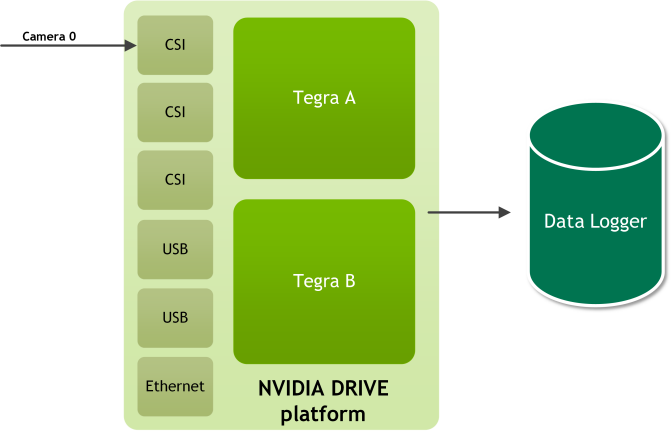 Camera 0
CSI
CSI
CSI
USB
USB
Ethernet
Tegra A
Tegra B
NVIDIA DRIVE
platform
Data Logger